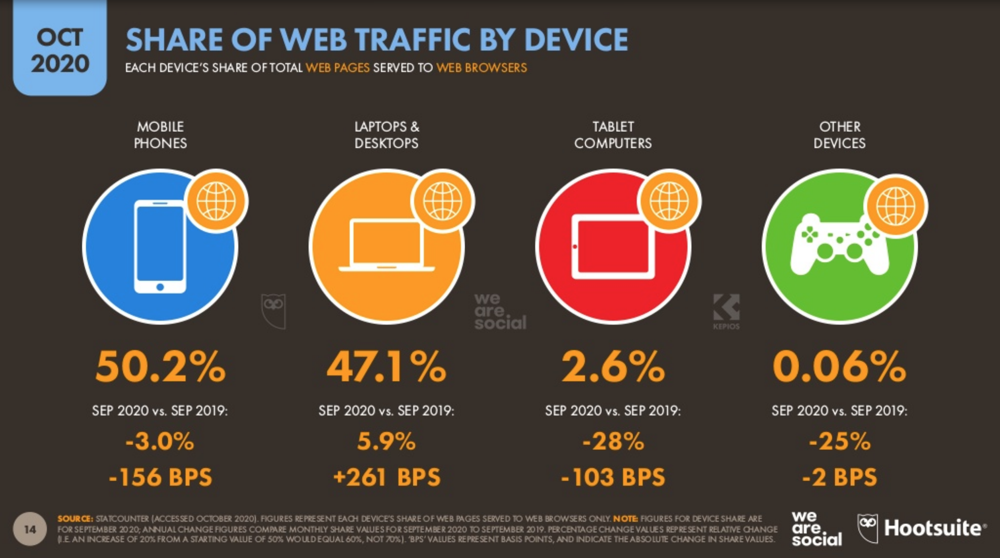 OCT
2020
SHARE OF WEB TRAFFIC BY DEVICE
EACH DEVICE'S SHARE OF TOTAL WEB PAGES SERVED TO WEB BROWSERS
MOBILE
PHONES
LAPTOPS &
DESKTOPS
TABLET
COMPUTERS
OTHER
DEVICES
we
are
social
KEPIOS
50.2%
47.1%
2.6%
0.06%
SEP 2020 vs. SEP 2019:
SEP 2020 vs. SEP 2019:
SEP 2020 vs. SEP 2019:
SEP 2020 vs. SEP 2019:
-3.0%
5.9%
-28%
-25%
-156 BPS
+261 BPS
-103 BPS
-2 BPS
14
SOURCE: STATCOUNTER (ACCESSED OCTOBER 2020). FIGURES REPRESENT EACH DEVICE'S SHARE OF WEB PAGES SERVED TO WEB BROWSERS ONLY. NOTE: FIGURES FOR DEVICE SHARE ARE
FOR SEPTEMBER 2020; ANNUAL CHANGE FIGURES COMPARE MONTHLY SHARE VALUES FOR SEPTEMBER 2020 TO SEPTEMBER 2019. PERCENTAGE CHANGE VALUES REPRESENT RELATIVE CHANGE
(I.E. AN INCREASE OF 20% FROM A STARTING VALUE OF 50% WOULD EQUAL 60%, NOT 70%). 'BPS' VALUES REPRESENT BASIS POINTS, AND INDICATE THE ABSOLUTE CHANGE IN SHARE VALUES.
we
are
social
Hootsuite®